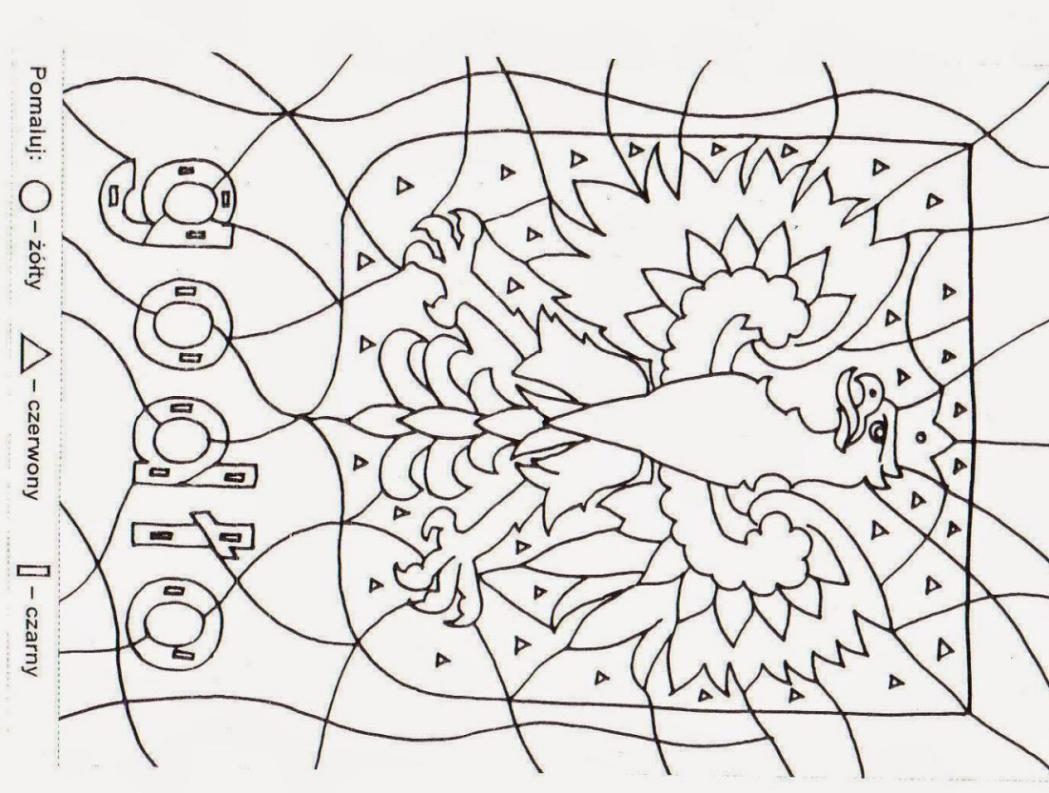 godło
Pomaluj: ○ – żółty △ – czerwony ▯ – czarny